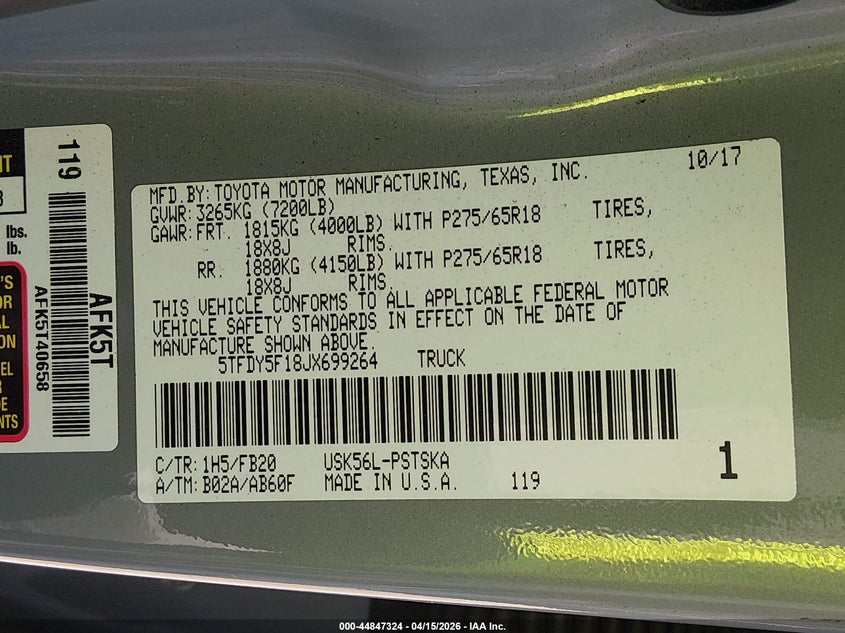 MFD.BY:TOYOTA MOTOR MANUFACTURING, TEXAS, INC. 10/17
GVWR:3265KG (7200LB)
GAWR:FRT. 1815KG (4000LB) WITH P275/65R18 TIRES,
18X8J RIMS.
RR. 1880KG (4150LB) WITH P275/65R18 TIRES,
18X8J RIMS.
THIS VEHICLE CONFORMS TO ALL APPLICABLE FEDERAL MOTOR
VEHICLE SAFETY STANDARDS IN EFFECT ON THE DATE OF
MANUFACTURE SHOWN ABOVE.
5TFDY5F18JX699264 TRUCK
C/TR:1H5/FB20 USK56L-PSTSKA
A/TM:B02A/AB60F MADE IN U.S.A. 119
1
119
AFK5T
AFK5T40658
lbs.
lb.
000-44847324 - 04/15/2026 - IAA Inc.